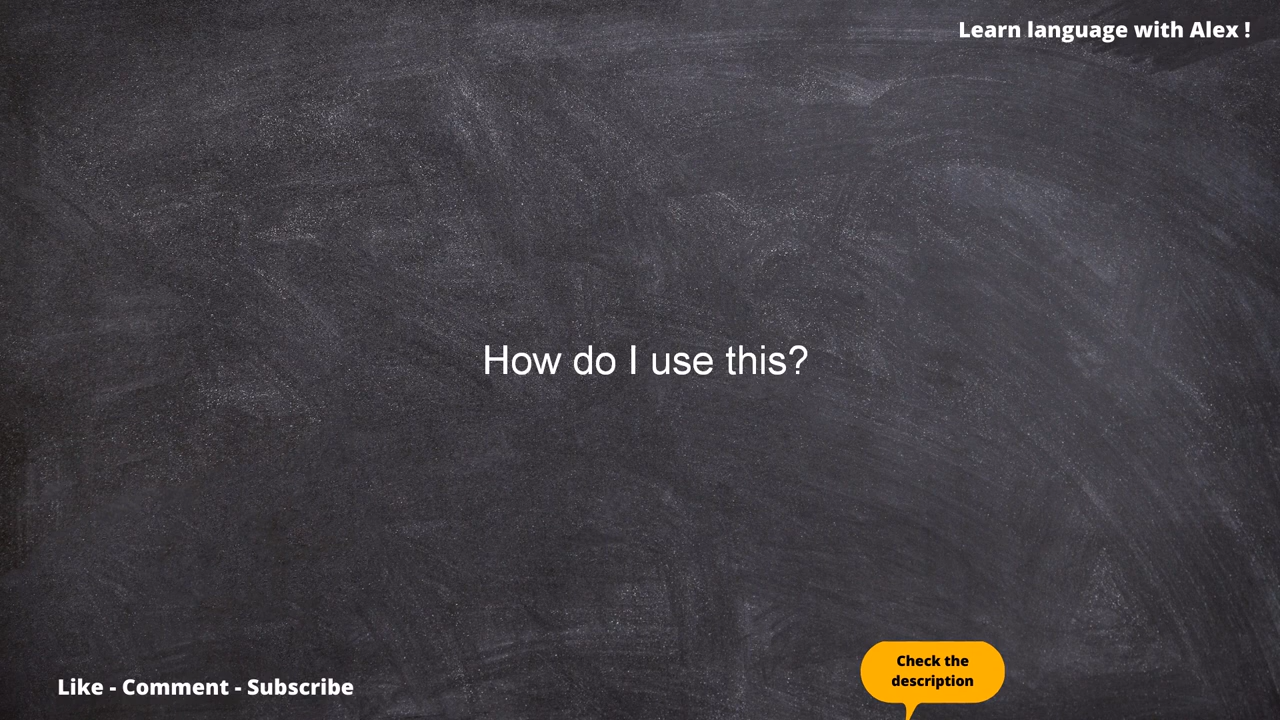 Learn language with Alex !
How do I use this?
Check the
description
Like - Comment - Subscribe